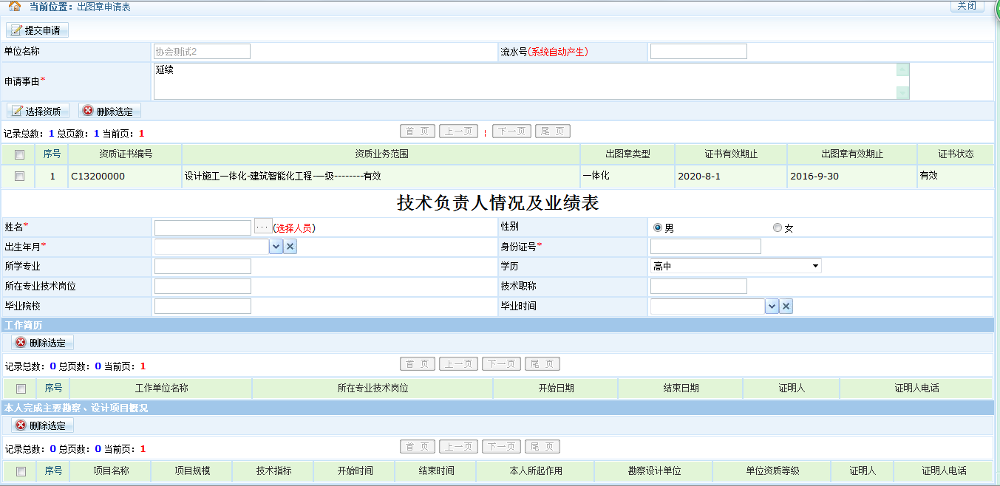 当前位置：出图章申请表 关闭
提交申请
单位名称 协会测试2 流水号(系统自动产生)
申请事由* 延续
选择资质 删除选定
记录总数：1 总页数：1 当前页：1 首 页 上一页 ¦ 下一页 尾 页
序号 资质证书编号 资质业务范围 出图章类型 证书有效期止 出图章有效期止 证书状态
1 C13200000 设计施工一体化-建筑智能化工程-一级--------有效 一体化 2020-8-1 2016-9-30 有效
技术负责人情况及业绩表
姓名* ... (选择人员) 性别 男 女
出生年月* 身份证号*
所学专业 学历 高中
所在专业技术岗位 技术职称
毕业院校 毕业时间
工作简历
删除选定
记录总数：0 总页数：0 当前页：1 首 页 上一页 下一页 尾 页
序号 工作单位名称 所在专业技术岗位 开始日期 结束日期 证明人 证明人电话
本人完成主要勘察、设计项目概况
删除选定
记录总数：0 总页数：0 当前页：1 首 页 上一页 下一页 尾 页
序号 项目名称 项目规模 技术指标 开始时间 结束时间 本人所起作用 勘察设计单位 单位资质等级 证明人 证明人电话